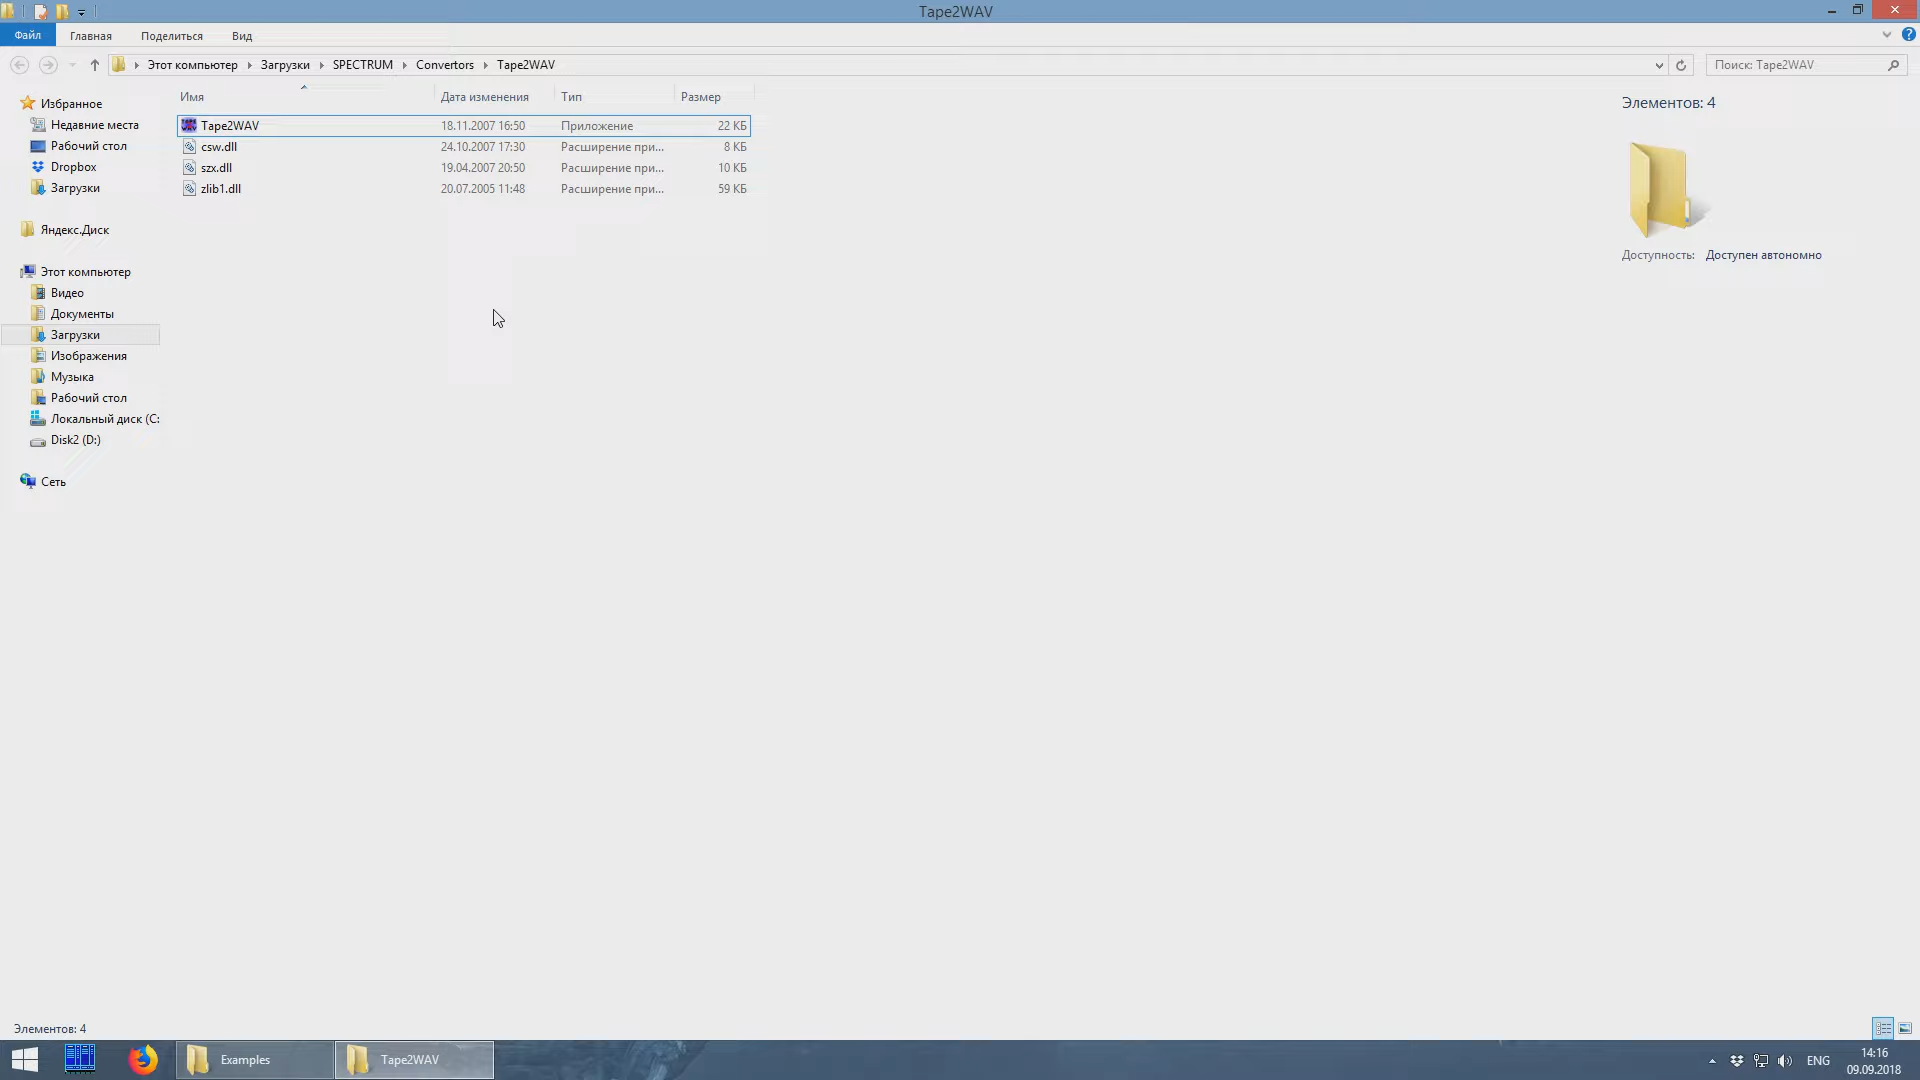 Tape2WAV
Файл Главная Поделиться Вид
Этот компьютер Загрузки SPECTRUM Convertors Tape2WAV Поиск: Tape2WAV
Имя Дата изменения Тип Размер
Tape2WAV 18.11.2007 16:50 Приложение 22 КБ
csw.dll 24.10.2007 17:30 Расширение при... 8 КБ
szx.dll 19.04.2007 20:50 Расширение при... 10 КБ
zlib1.dll 20.07.2005 11:48 Расширение при... 59 КБ
Избранное
Недавние места
Рабочий стол
Dropbox
Загрузки
Яндекс.Диск
Этот компьютер
Видео
Документы
Загрузки
Изображения
Музыка
Рабочий стол
Локальный диск (C:
Disk2 (D:)
Сеть
Элементов: 4
Доступность: Доступен автономно
Элементов: 4
Examples Tape2WAV ENG 14:16
09.09.2018